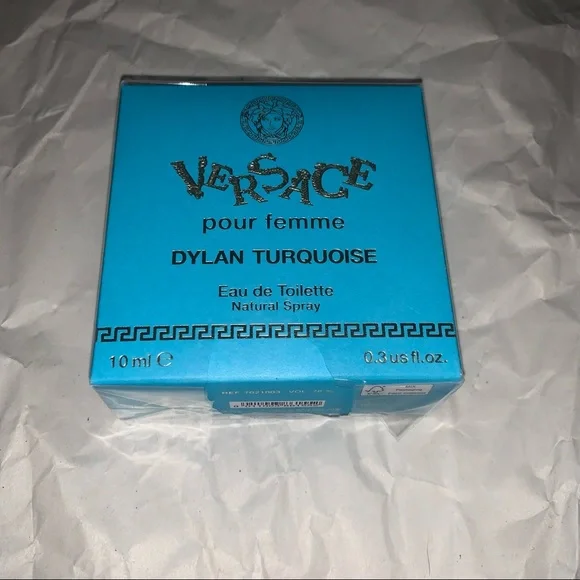 VERSACE
pour femme
DYLAN TURQUOISE
Eau de Toilette
Natural Spray
10 ml ℮
0.3 us fl.oz.